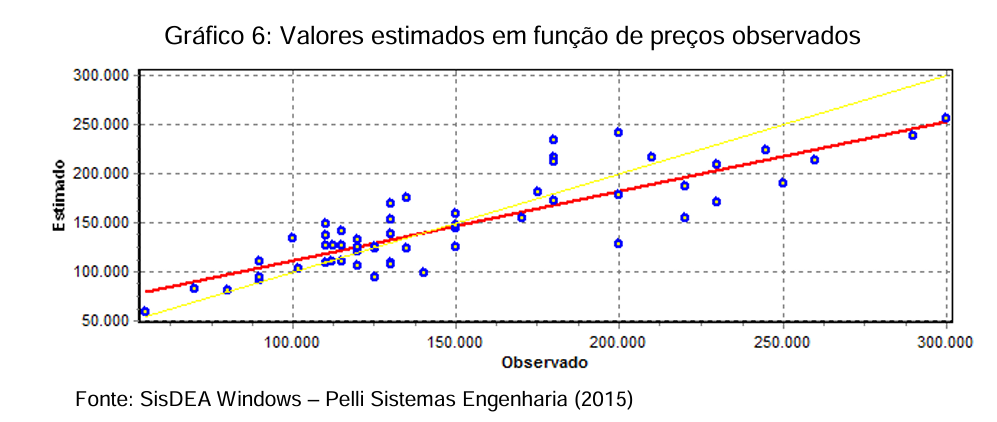 Gráfico 6: Valores estimados em função de preços observados
300.000
250.000
200.000
150.000
100.000
50.000
Estimado
100.000 150.000 200.000 250.000 300.000
Observado
Fonte: SisDEA Windows – Pelli Sistemas Engenharia (2015)